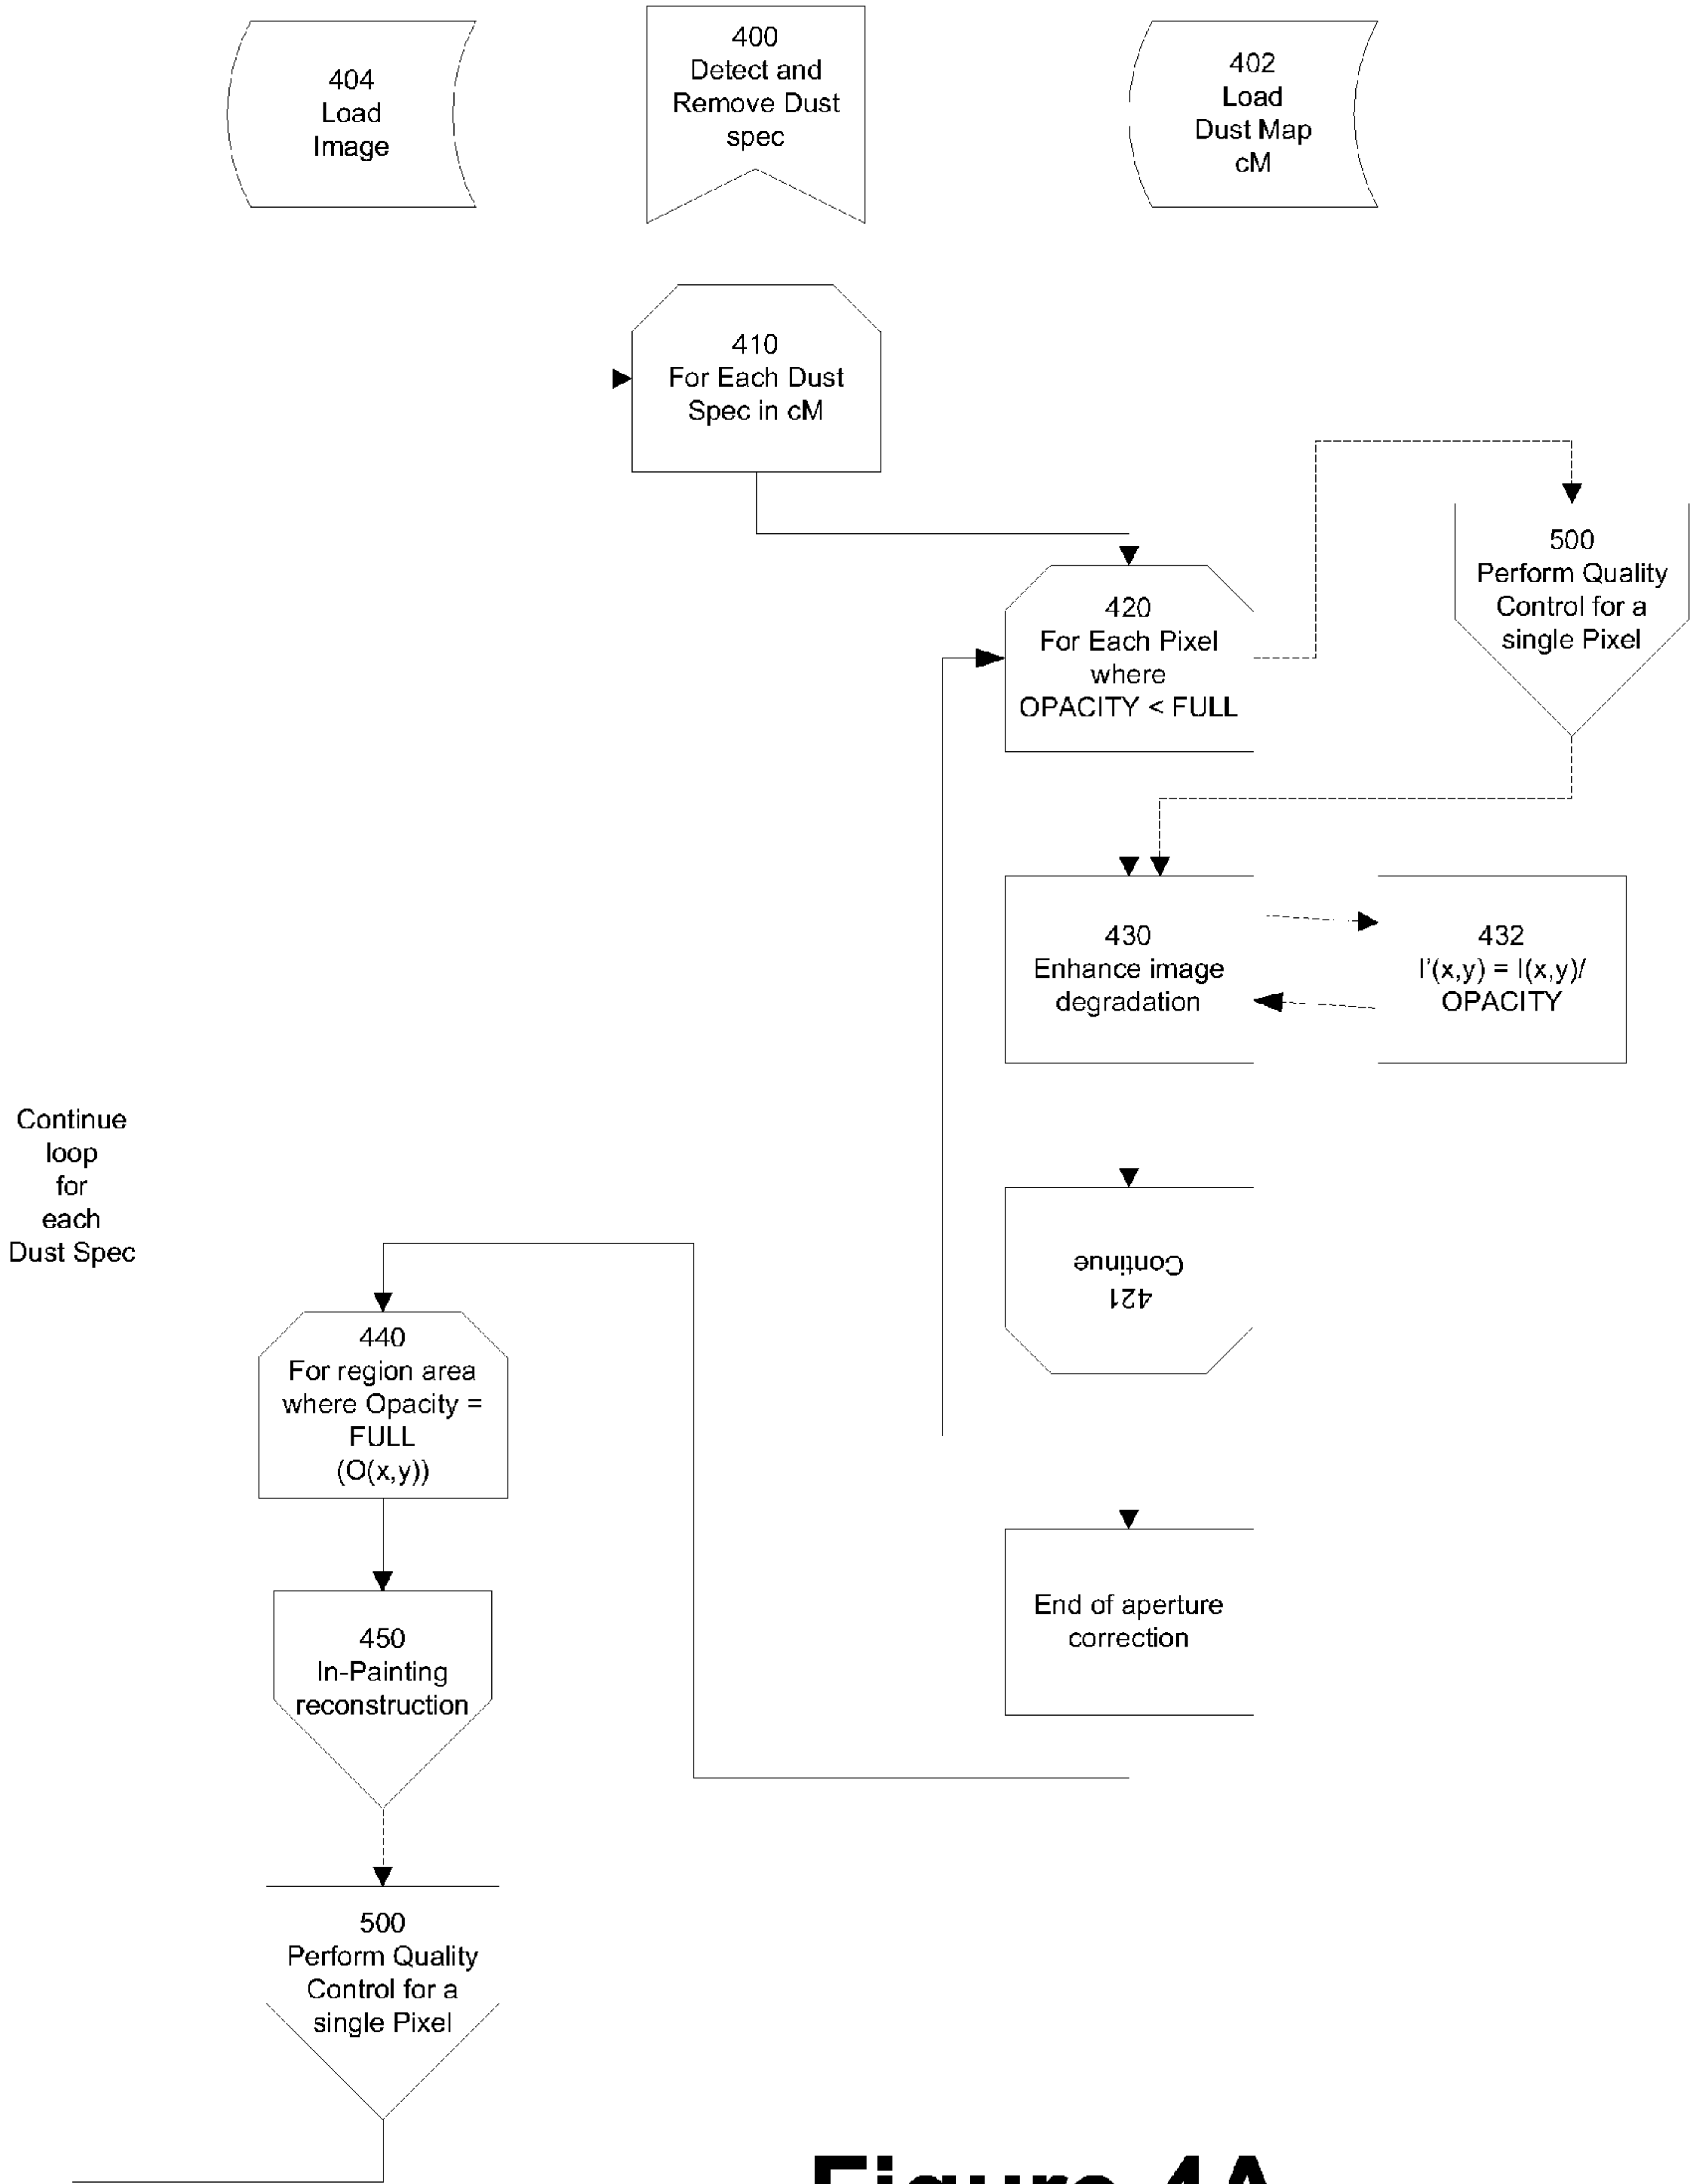 404
Load
Image
400
Detect and
Remove Dust
spec
402
Load
Dust Map
cM
410
For Each Dust
Spec in cM
500
Perform Quality
Control for a
single Pixel
420
For Each Pixel
where
OPACITY < FULL
430
Enhance image
degradation
432
I'(x,y) = I(x,y)/
OPACITY
Continue
loop
for
each
Dust Spec
421
Continue
440
For region area
where Opacity =
FULL
(O(x,y))
End of aperture
correction
450
In-Painting
reconstruction
500
Perform Quality
Control for a
single Pixel
Figure 4A